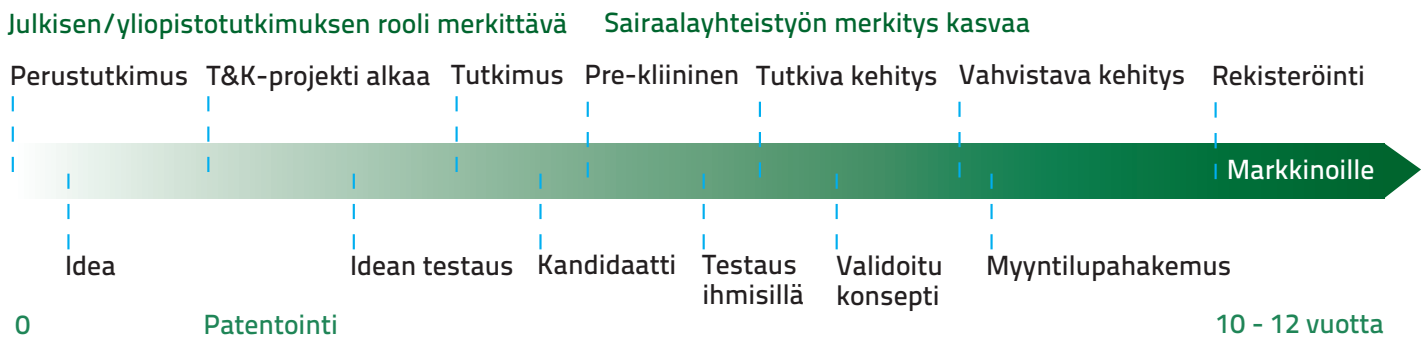 Julkisen/yliopistotutkimuksen rooli merkittävä Sairaalayhteistyön merkitys kasvaa
Perustutkimus T&K-projekti alkaa Tutkimus Pre-kliininen Tutkiva kehitys Vahvistava kehitys Rekisteröinti
Markkinoille
Idea Idean testaus Kandidaatti Testaus ihmisillä Validoitu konsepti Myyntilupahakemus
0 Patentointi 10 - 12 vuotta